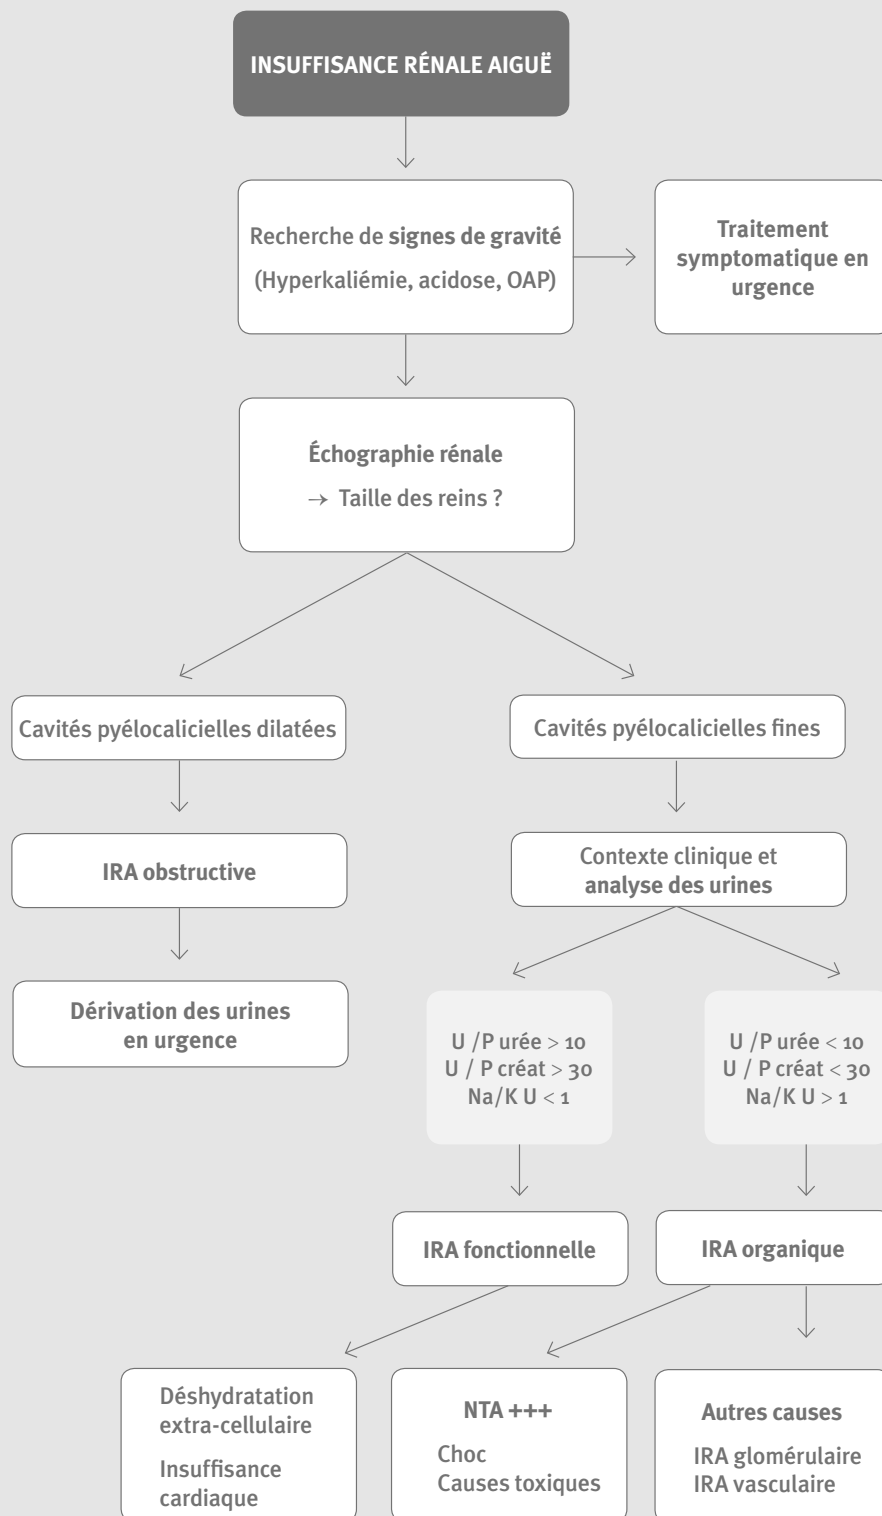 INSUFFISANCE RÉNALE AIGUË
Recherche de signes de gravité
(Hyperkaliémie, acidose, OAP)
Traitement
symptomatique en
urgence
Échographie rénale
→ Taille des reins ?
Cavités pyélocalicielles dilatées
Cavités pyélocalicielles fines
IRA obstructive
Contexte clinique et
analyse des urines
Dérivation des urines
en urgence
U /P urée > 10
U / P créat > 30
Na/K U < 1
U /P urée < 10
U / P créat < 30
Na/K U > 1
IRA fonctionnelle
IRA organique
Déshydratation
extra-cellulaire
Insuffisance
cardiaque
NTA +++
Choc
Causes toxiques
Autres causes
IRA glomérulaire
IRA vasculaire